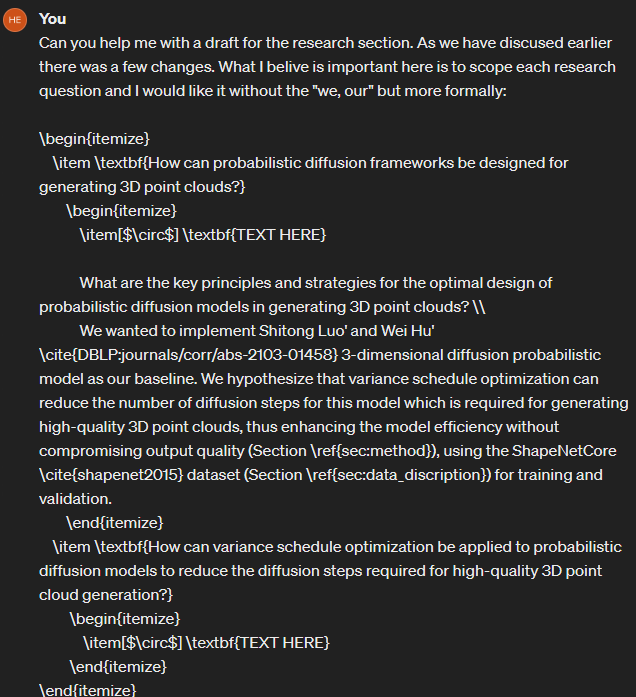 HE
You
Can you help me with a draft for the research section. As we have discused earlier
there was a few changes. What I belive is important here is to scope each research
question and I would like it without the "we, our" but more formally:
\begin{itemize}
\item \textbf{How can probabilistic diffusion frameworks be designed for
generating 3D point clouds?}
\begin{itemize}
\item[$\circ$] \textbf{TEXT HERE}
What are the key principles and strategies for the optimal design of
probabilistic diffusion models in generating 3D point clouds? \\
We wanted to implement Shitong Luo' and Wei Hu'
\cite{DBLP:journals/corr/abs-2103-01458} 3-dimensional diffusion probabilistic
model as our baseline. We hypothesize that variance schedule optimization can
reduce the number of diffusion steps for this model which is required for generating
high-quality 3D point clouds, thus enhancing the model efficiency without
compromising output quality (Section \ref{sec:method}), using the ShapeNetCore
\cite{shapenet2015} dataset (Section \ref{sec:data_discription}) for training and
validation.
\end{itemize}
\item \textbf{How can variance schedule optimization be applied to probabilistic
diffusion models to reduce the diffusion steps required for high-quality 3D point
cloud generation?}
\begin{itemize}
\item[$\circ$] \textbf{TEXT HERE}
\end{itemize}
\end{itemize}